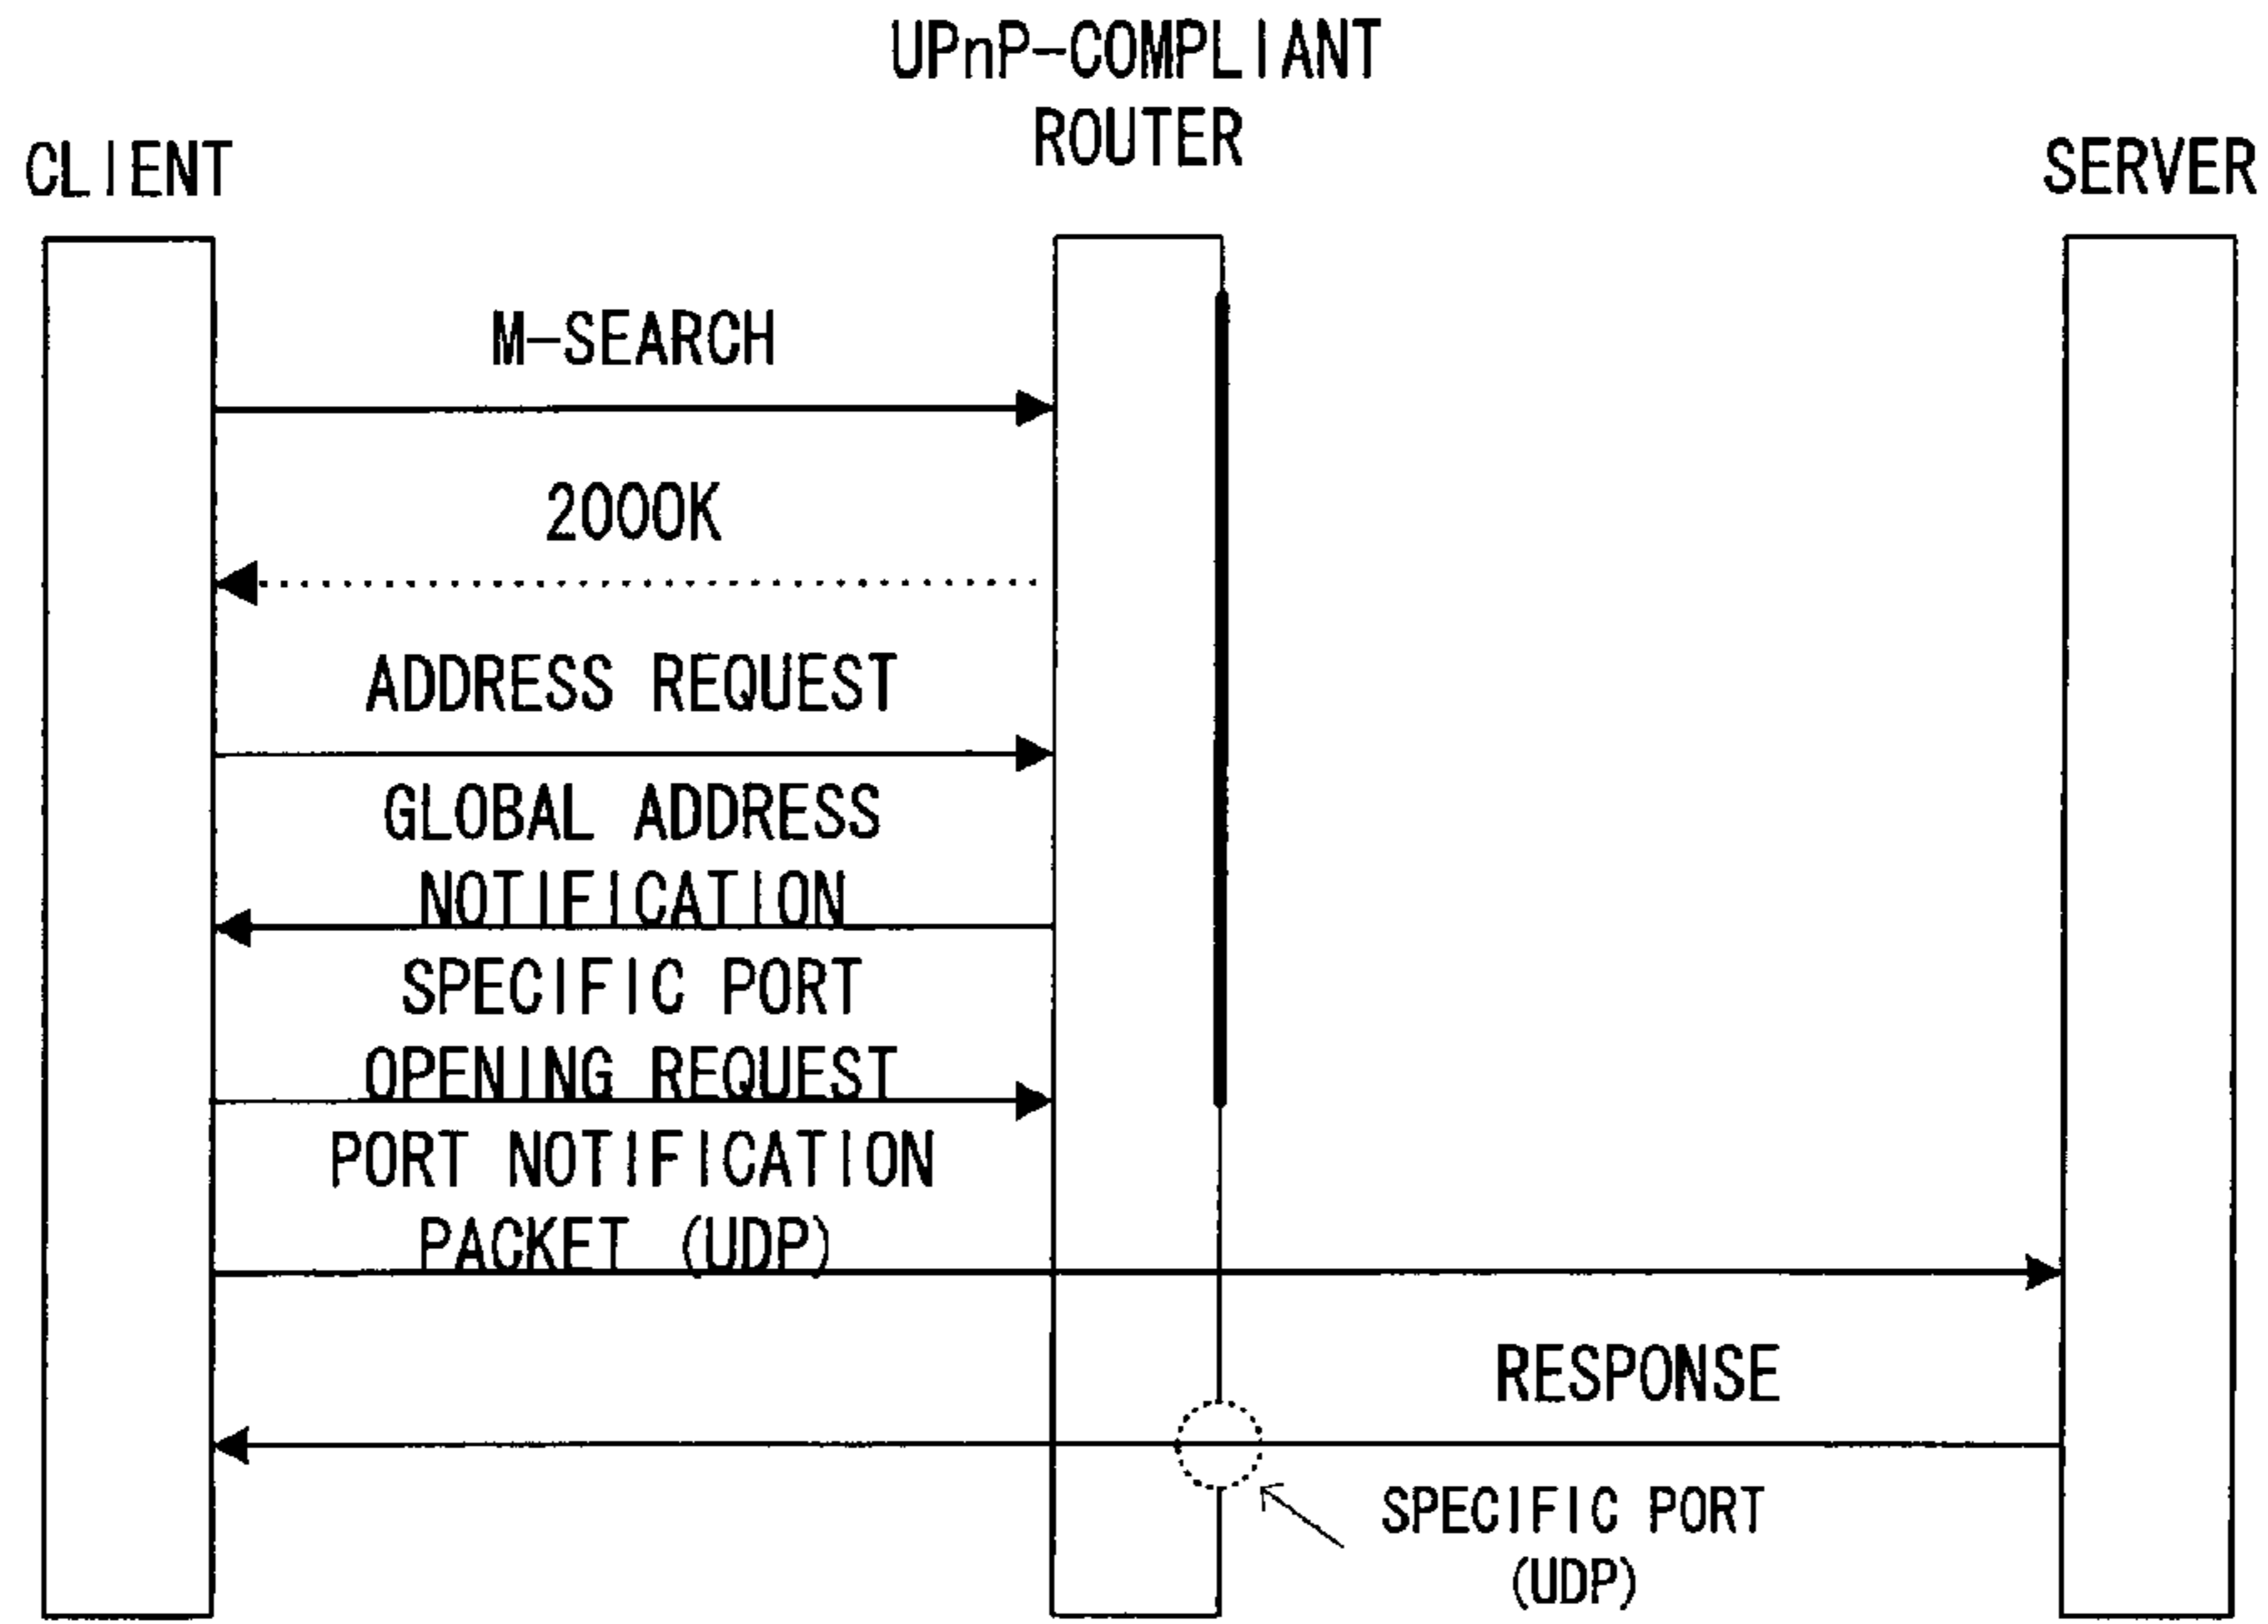 UPnP-COMPLIANT
ROUTER
CLIENT
SERVER
M-SEARCH
200OK
ADDRESS REQUEST
GLOBAL ADDRESS
NOTIFICATION
SPECIFIC PORT
OPENING REQUEST
PORT NOTIFICATION
PACKET (UDP)
RESPONSE
SPECIFIC PORT
(UDP)